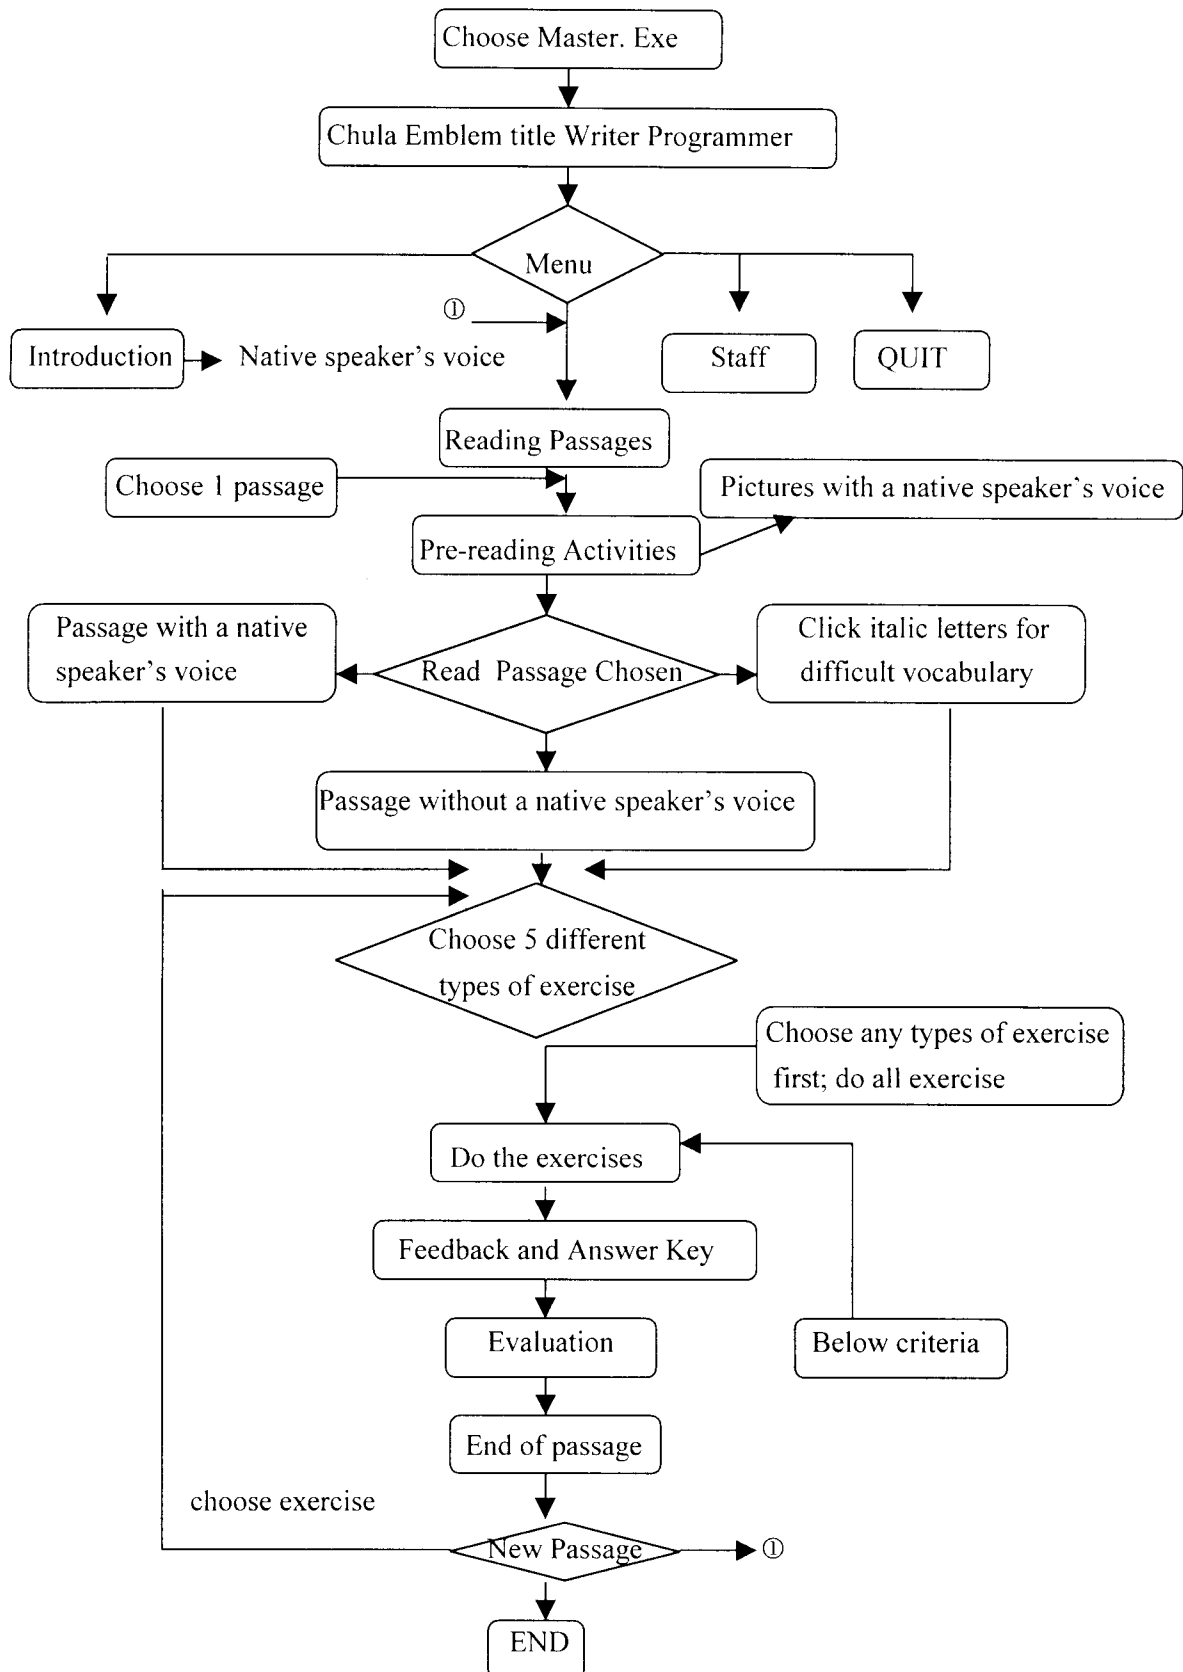 Choose Master. Exe
Chula Emblem title Writer Programmer
Menu
①
Introduction
Native speaker's voice
Staff
QUIT
Reading Passages
Choose 1 passage
Pictures with a native speaker's voice
Pre-reading Activities
Passage with a native
speaker's voice
Read Passage Chosen
Click italic letters for
difficult vocabulary
Passage without a native speaker's voice
Choose 5 different
types of exercise
Choose any types of exercise
first; do all exercise
Do the exercises
Feedback and Answer Key
Evaluation
Below criteria
End of passage
choose exercise
New Passage
①
END